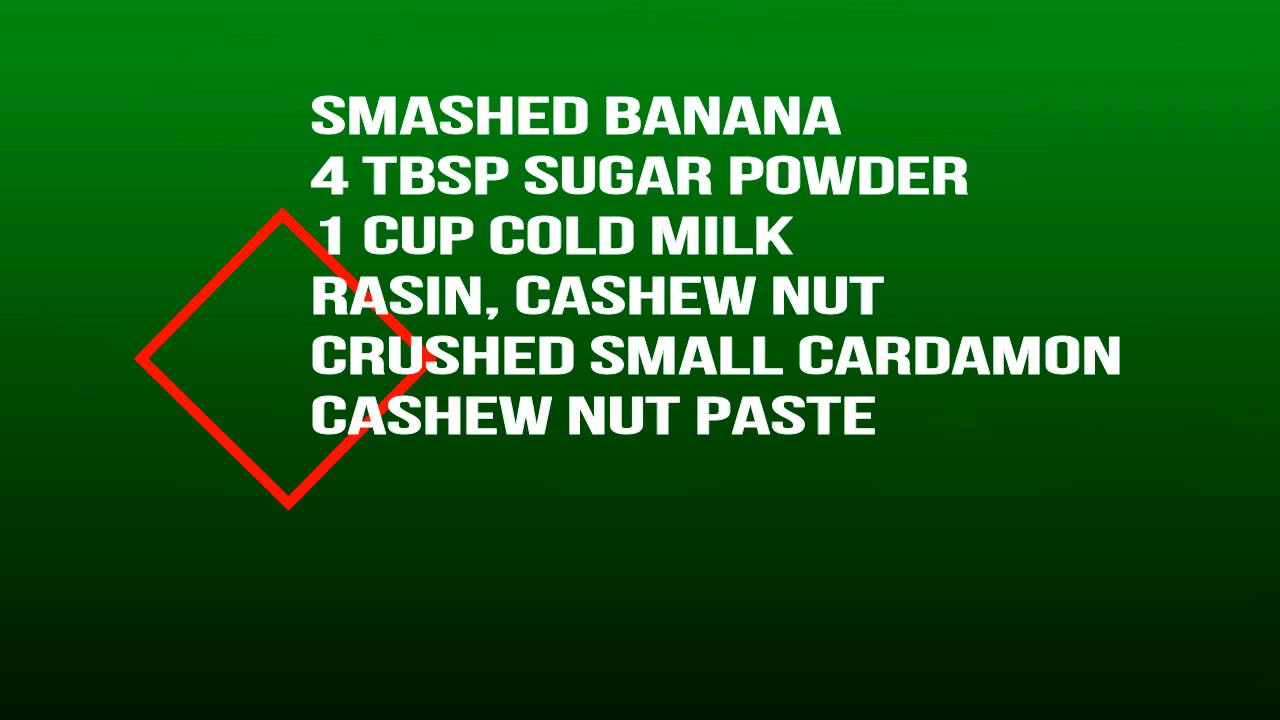 SMASHED BANANA
4 TBSP SUGAR POWDER
1 CUP COLD MILK
RASIN, CASHEW NUT
CRUSHED SMALL CARDAMON
CASHEW NUT PASTE